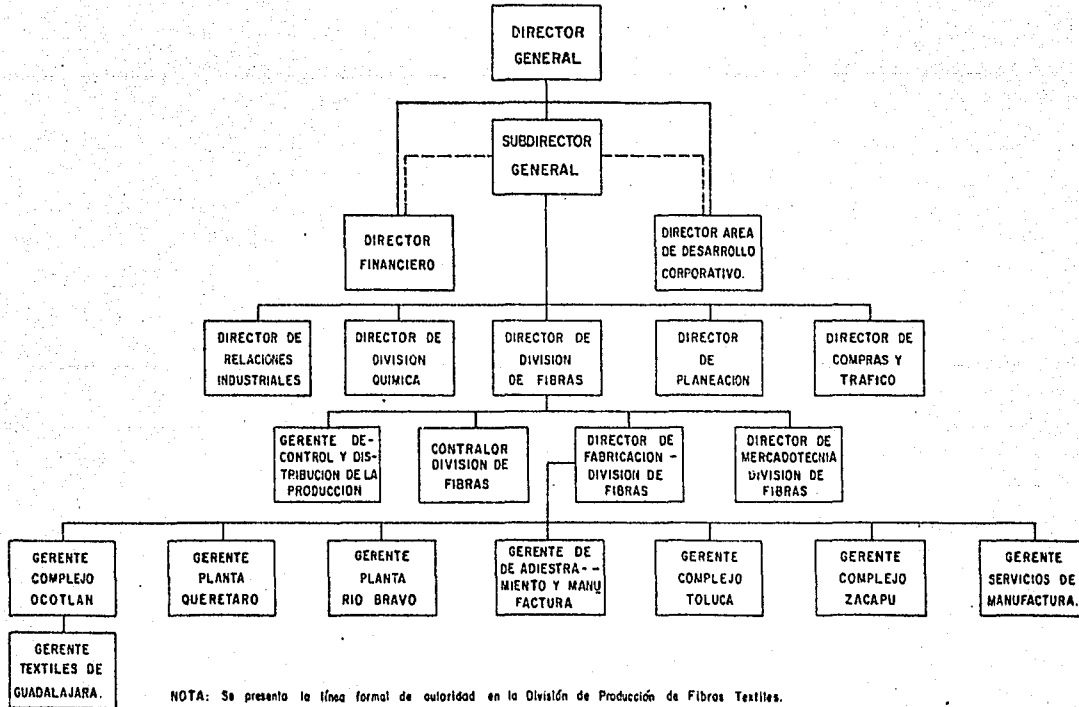 DIRECTOR
GENERAL
SUBDIRECTOR
GENERAL
DIRECTOR
FINANCIERO
DIRECTOR AREA
DE DESARROLLO
CORPORATIVO.
DIRECTOR DE
RELACIONES
INDUSTRIALES
DIRECTOR DE
DIVISION
QUIMICA
DIRECTOR DE
DIVISION
DE FIBRAS
DIRECTOR
DE
PLANEACION
DIRECTOR DE
COMPRAS Y
TRAFICO
GERENTE DE-
CONTROL Y DIS-
TRIBUCION DE LA
PRODUCCION
CONTRALOR
DIVISION DE
FIBRAS
DIRECTOR DE
FABRICACION -
DIVISION DE
FIBRAS
DIRECTOR DE
MERCADOTECNIA
DIVISION DE
FIBRAS
GERENTE
COMPLEJO
OCOTLAN
GERENTE
PLANTA
QUERETARO
GERENTE
PLANTA
RIO BRAVO
GERENTE DE
DE ADIESTRA--
MIENTO Y MANU
FACTURA
GERENTE
COMPLEJO
TOLUCA
GERENTE
COMPLEJO
ZACAPU
GERENTE
SERVICIOS DE
MANUFACTURA.
GERENTE
TEXTILES DE
GUADALAJARA.
NOTA: Se presenta la línea formal de autoridad en la División de Producción de Fibras Textiles.